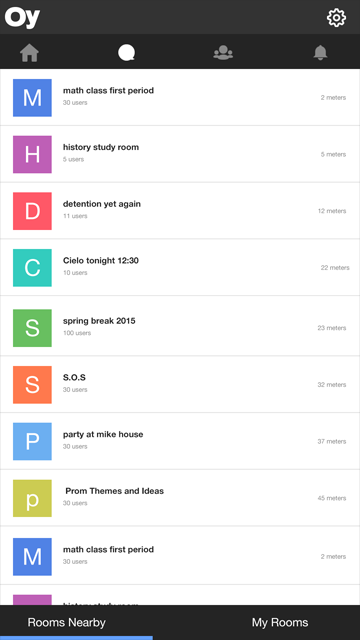 Oy
M
math class first period
30 users
2 meters
H
history study room
5 users
5 meters
D
detention yet again
11 users
12 meters
C
Cielo tonight 12:30
10 users
22 meters
S
spring break 2015
100 users
23 meters
S
S.O.S
30 users
32 meters
P
party at mike house
30 users
37 meters
p
Prom Themes and Ideas
30 users
45 meters
M
math class first period
30 users
2 meters
Rooms Nearby
My Rooms